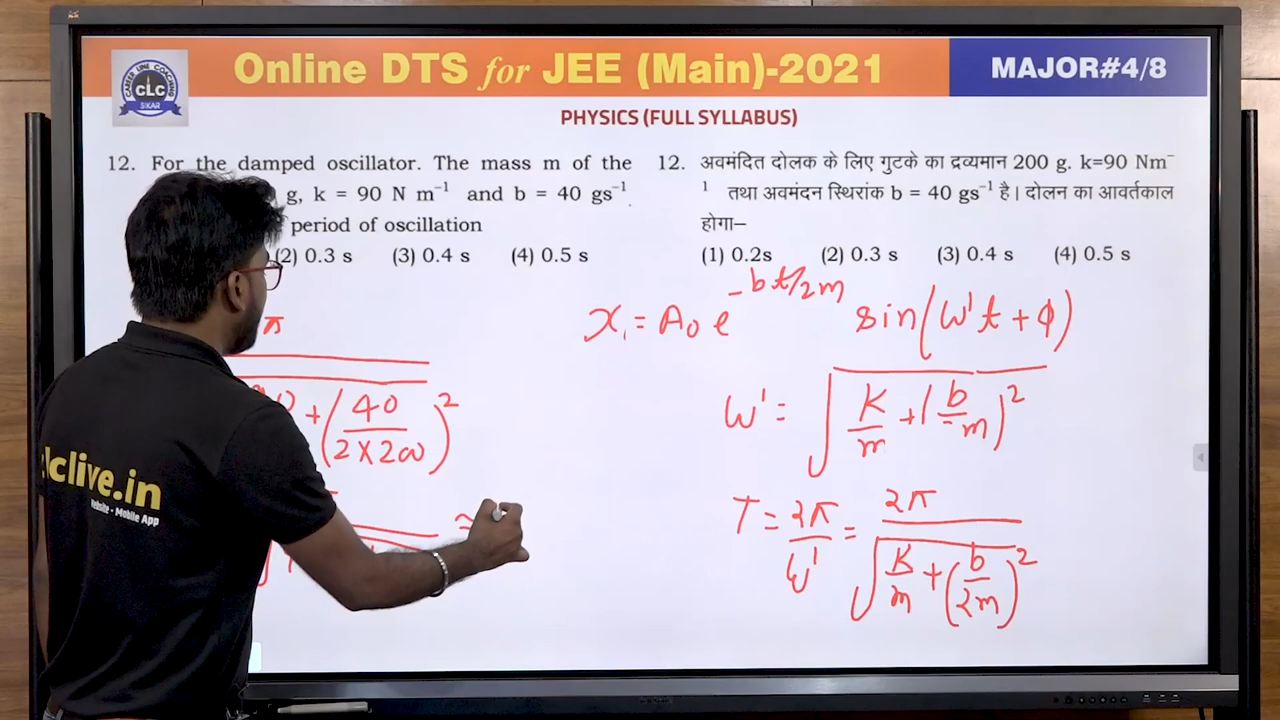 Online DTS for JEE (Main)-2021
MAJOR#4/8
CLC
SIKAR
PHYSICS (FULL SYLLABUS)
12. For the damped oscillator. The mass m of the
g, k = 90 N m⁻¹ and b = 40 gs⁻¹.
period of oscillation
(2) 0.3 s (3) 0.4 s (4) 0.5 s
12. अवमंदित दोलक के लिए गुटके का द्रव्यमान 200 g. k=90 Nm⁻
¹ तथा अवमंदन स्थिरांक b = 40 gs⁻¹ है। दोलन का आवर्तकाल
होगा–
(1) 0.2s (2) 0.3 s (3) 0.4 s (4) 0.5 s
π
0 + (40/2×200)²
≈
x = A₀ e^(-bt/2m) sin(ω't + φ)
ω' = √(K/m + (b/m)²)
T = 2π/ω' = 2π/√(K/m + (b/2m)²)
clclive.in
Website - Mobile App